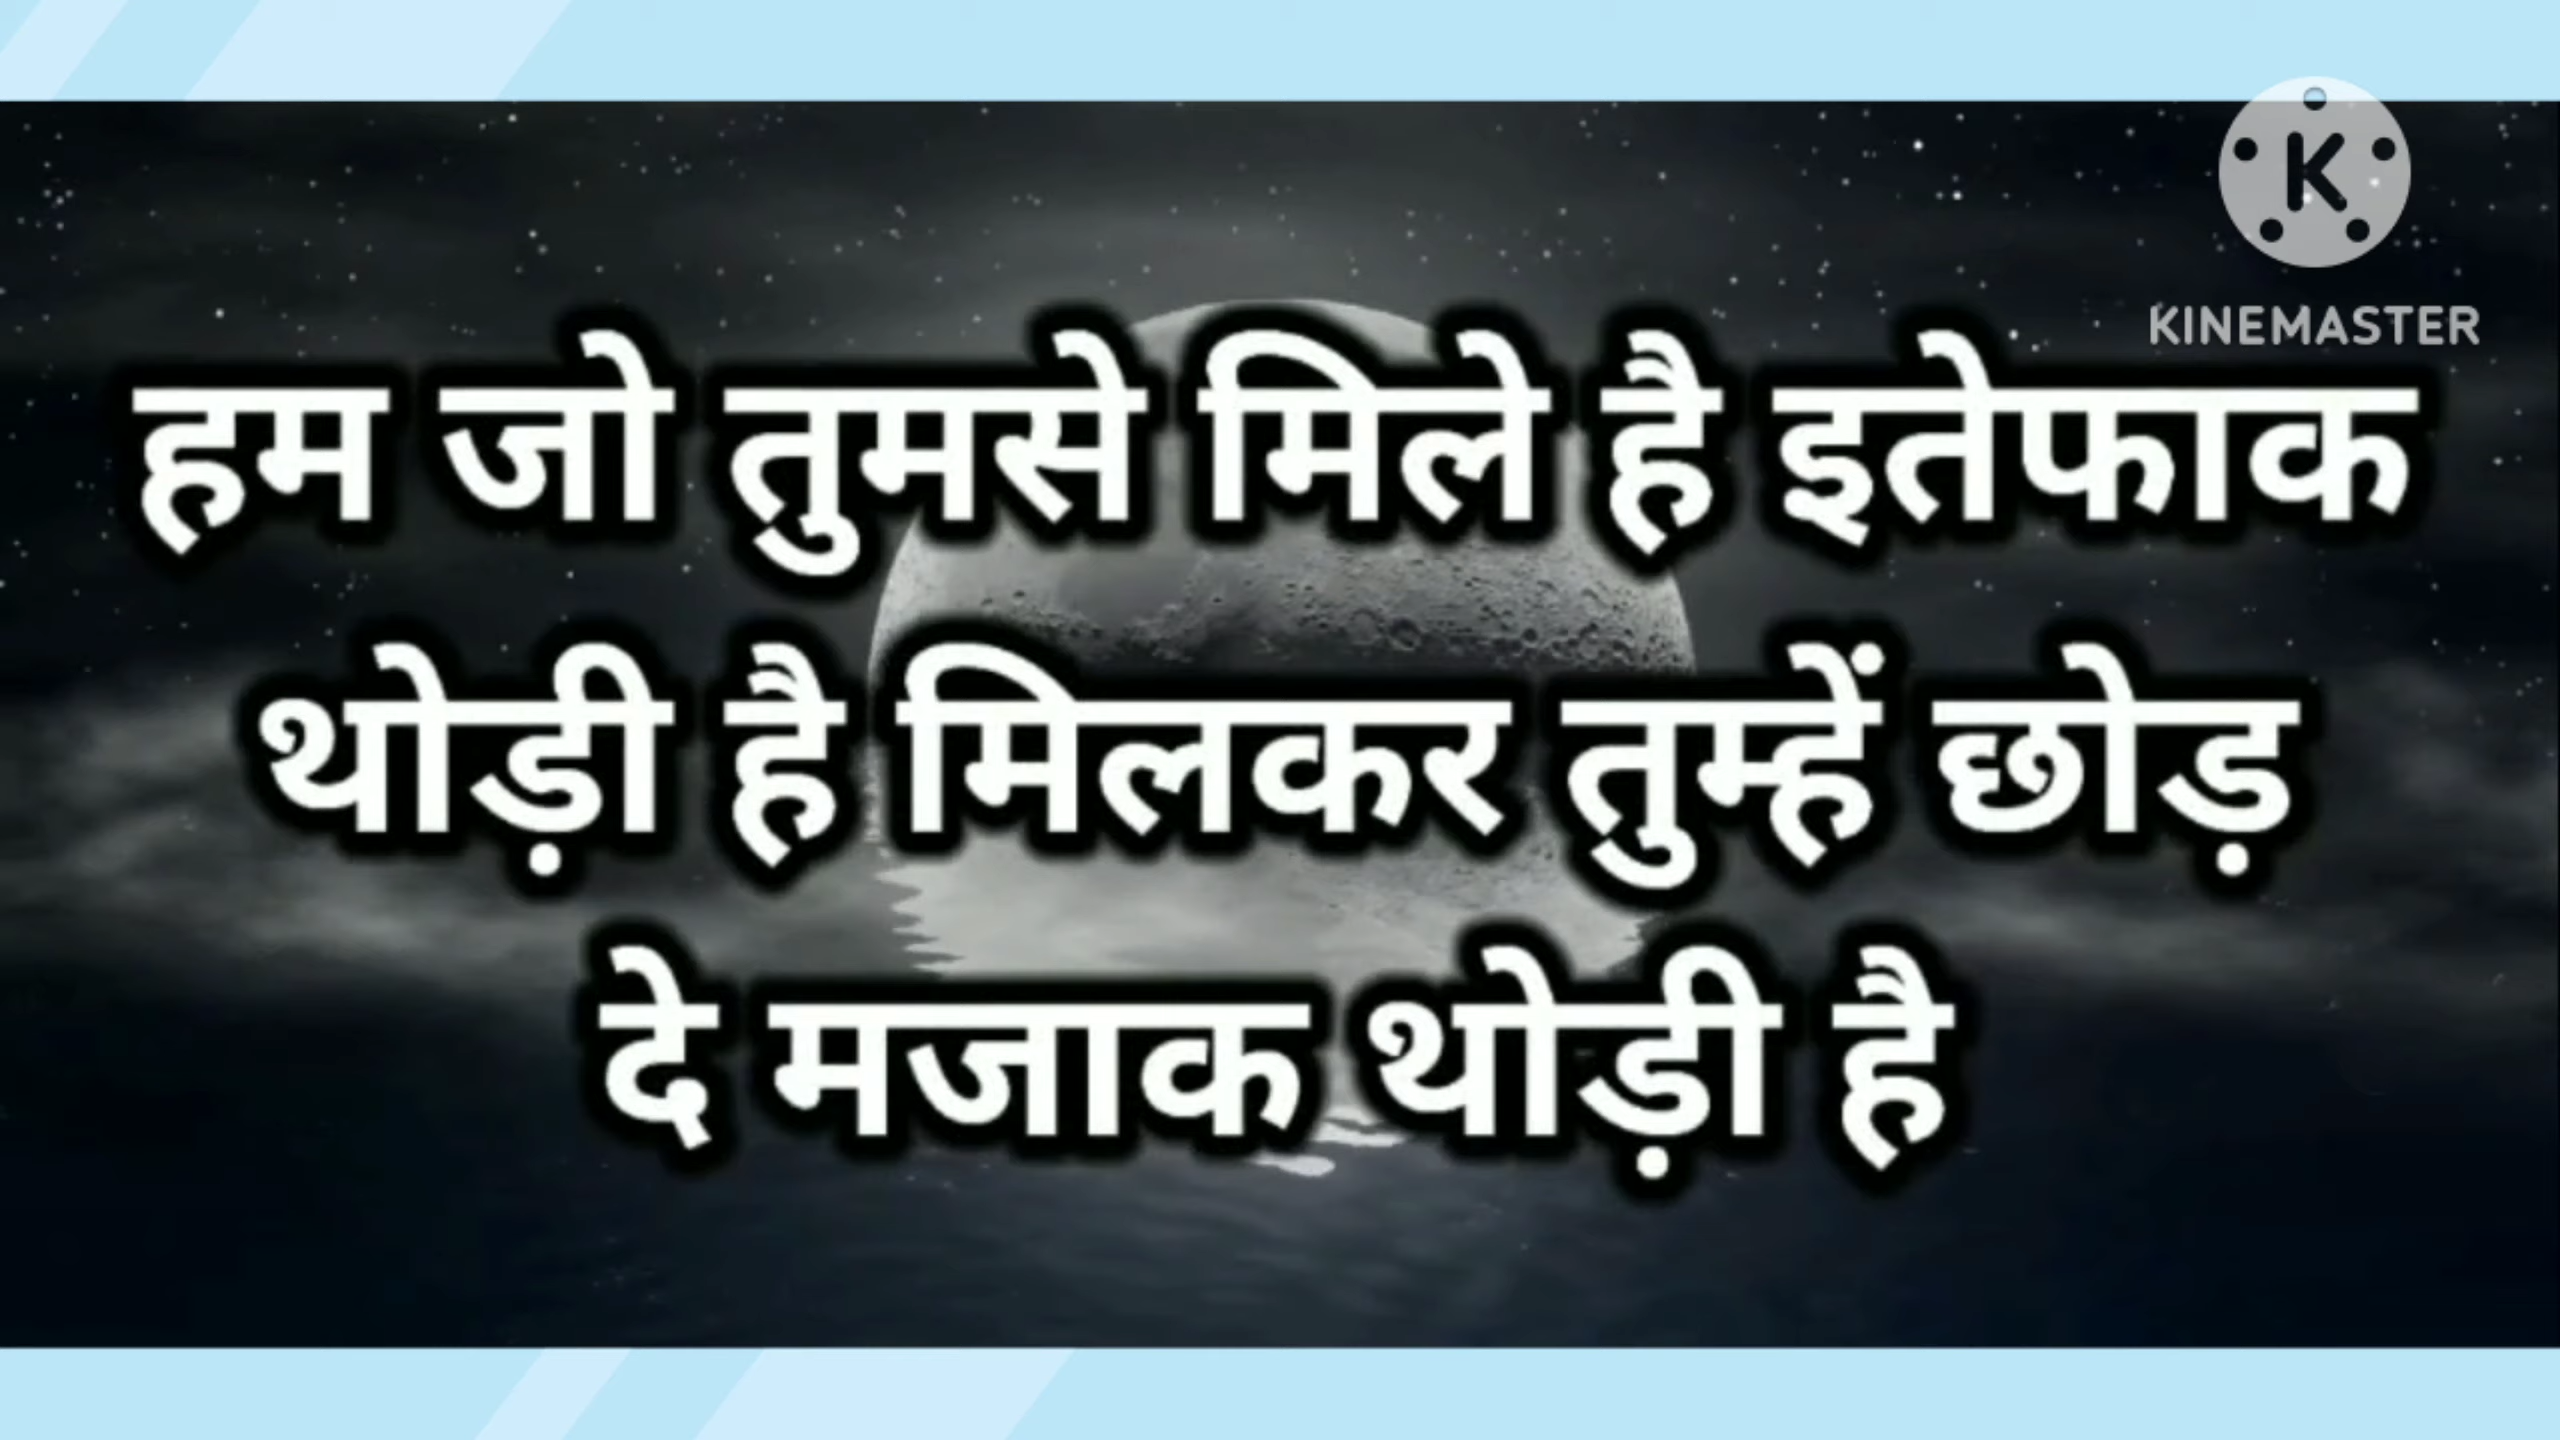 KINEMASTER
हम जो तुमसे मिले है इतेफाक
थोड़ी है मिलकर तुम्हें छोड़
दे मजाक थोड़ी है